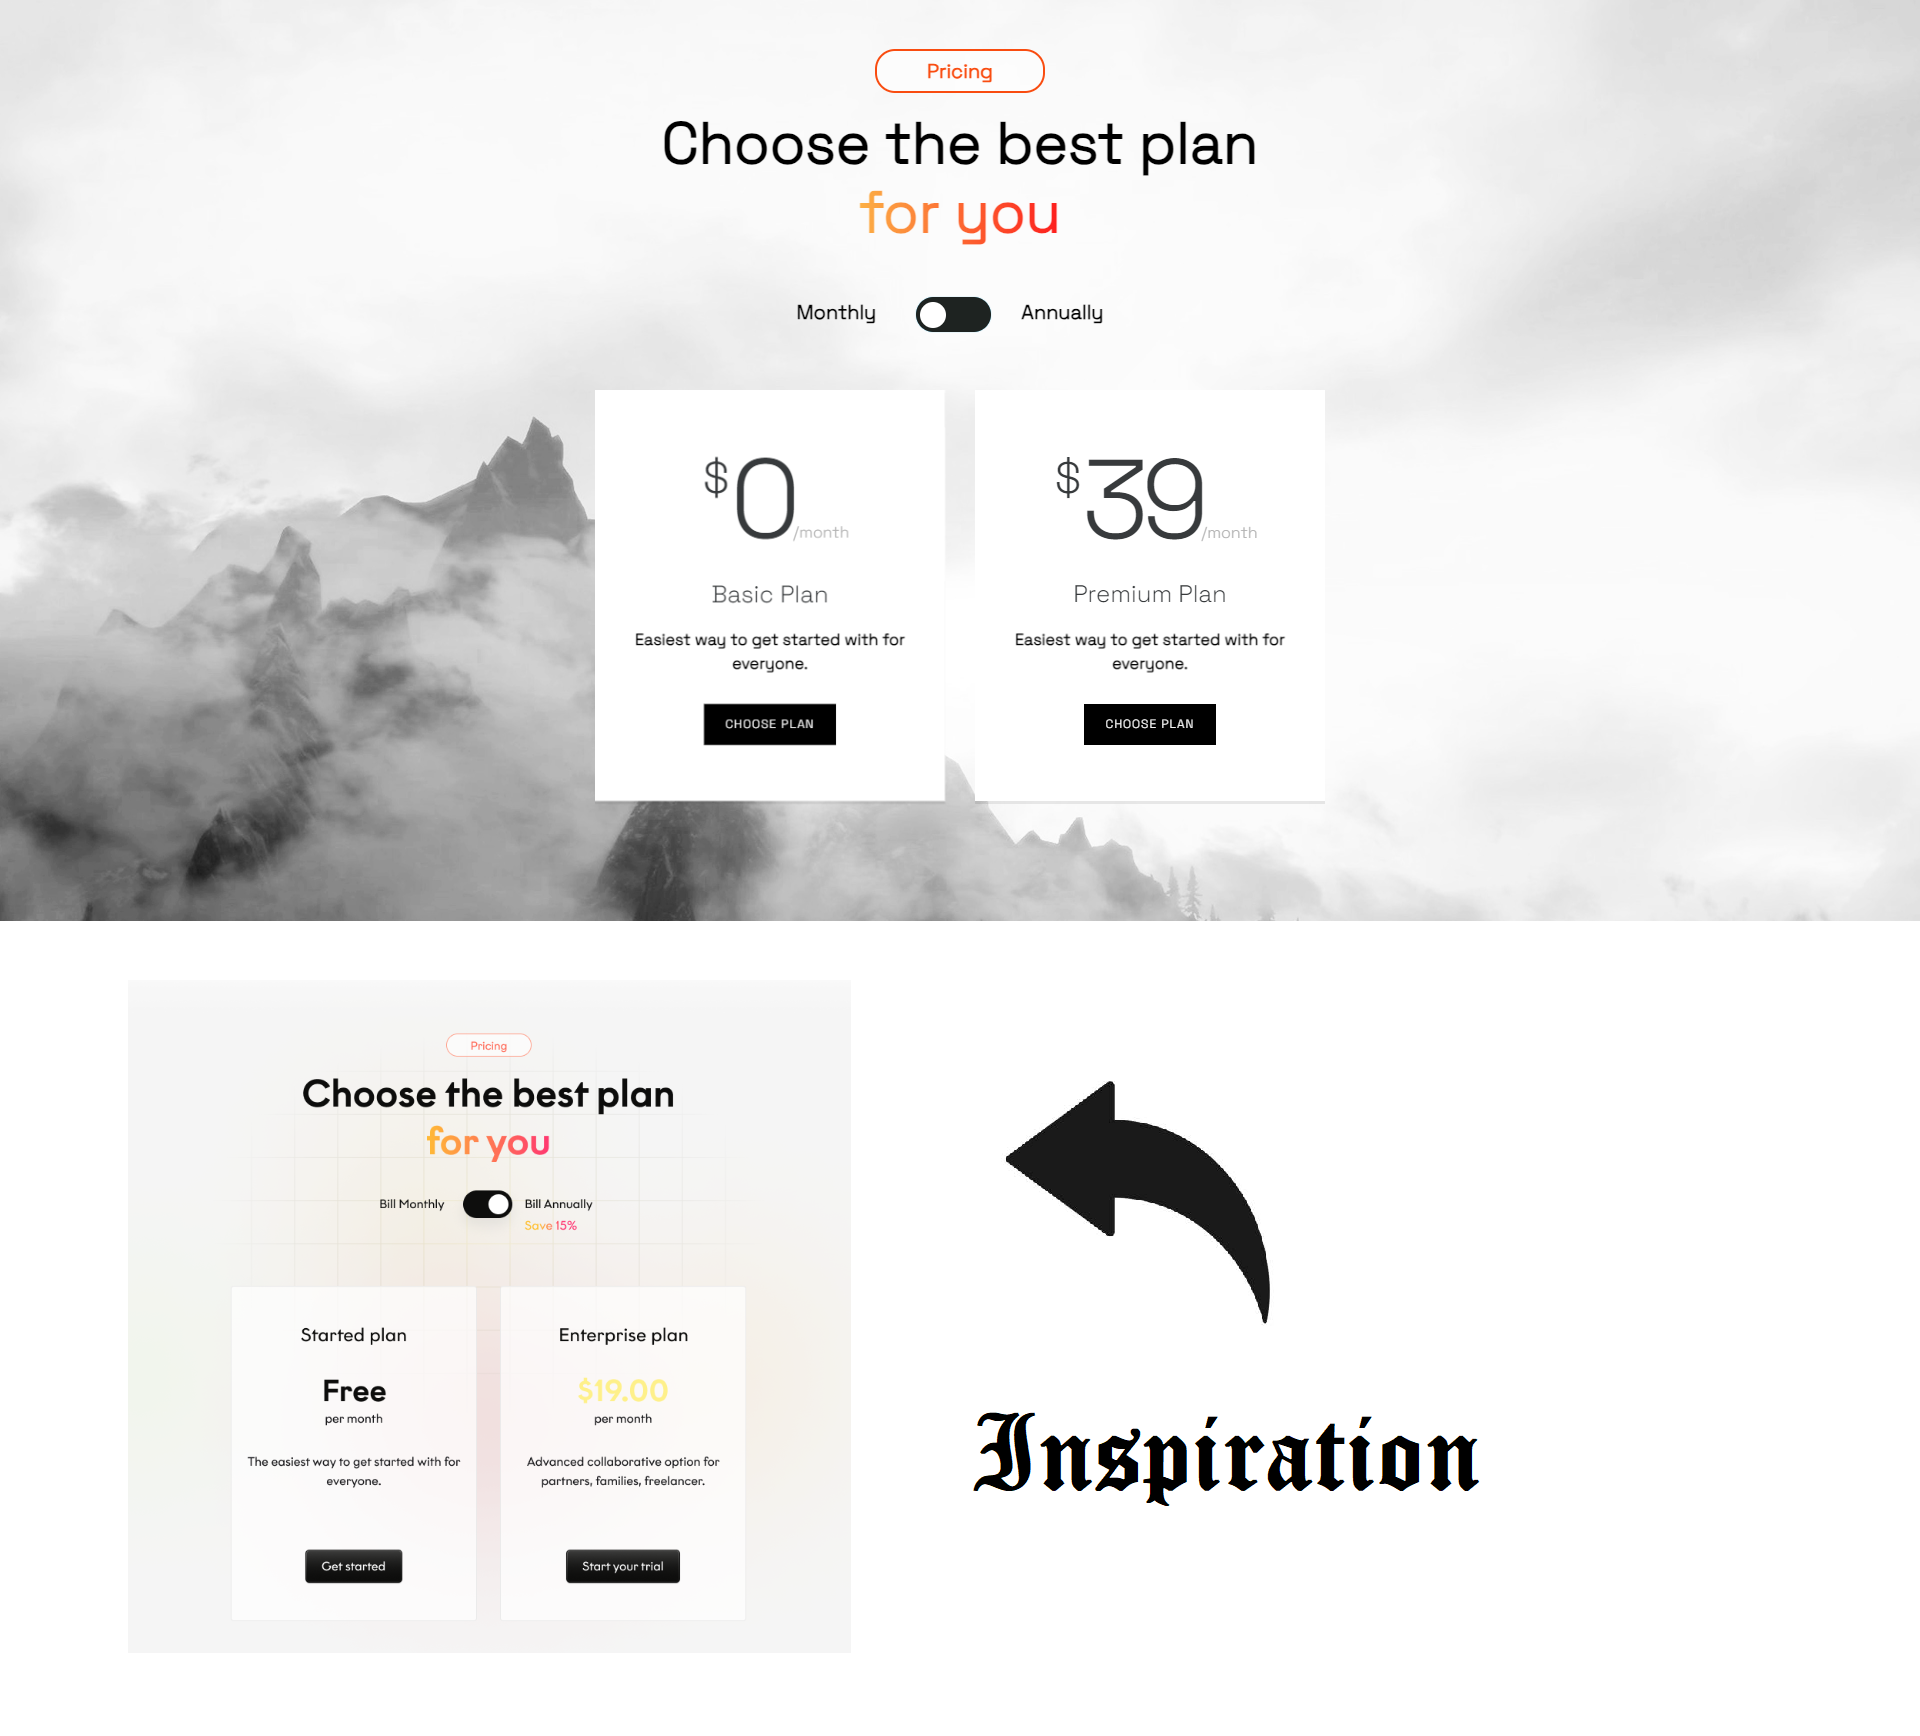 Pricing
Choose the best plan
for you
Monthly
Annually
$0/month
Basic Plan
Easiest way to get started with for
everyone.
CHOOSE PLAN
$39/month
Premium Plan
Easiest way to get started with for
everyone.
CHOOSE PLAN
Pricing
Choose the best plan
for you
Bill Monthly
Bill Annually
Save 15%
Started plan
Free
per month
The easiest way to get started with for
everyone.
Get started
Enterprise plan
$19.00
per month
Advanced collaborative option for
partners, families, freelancer.
Start your trial
Inspiration